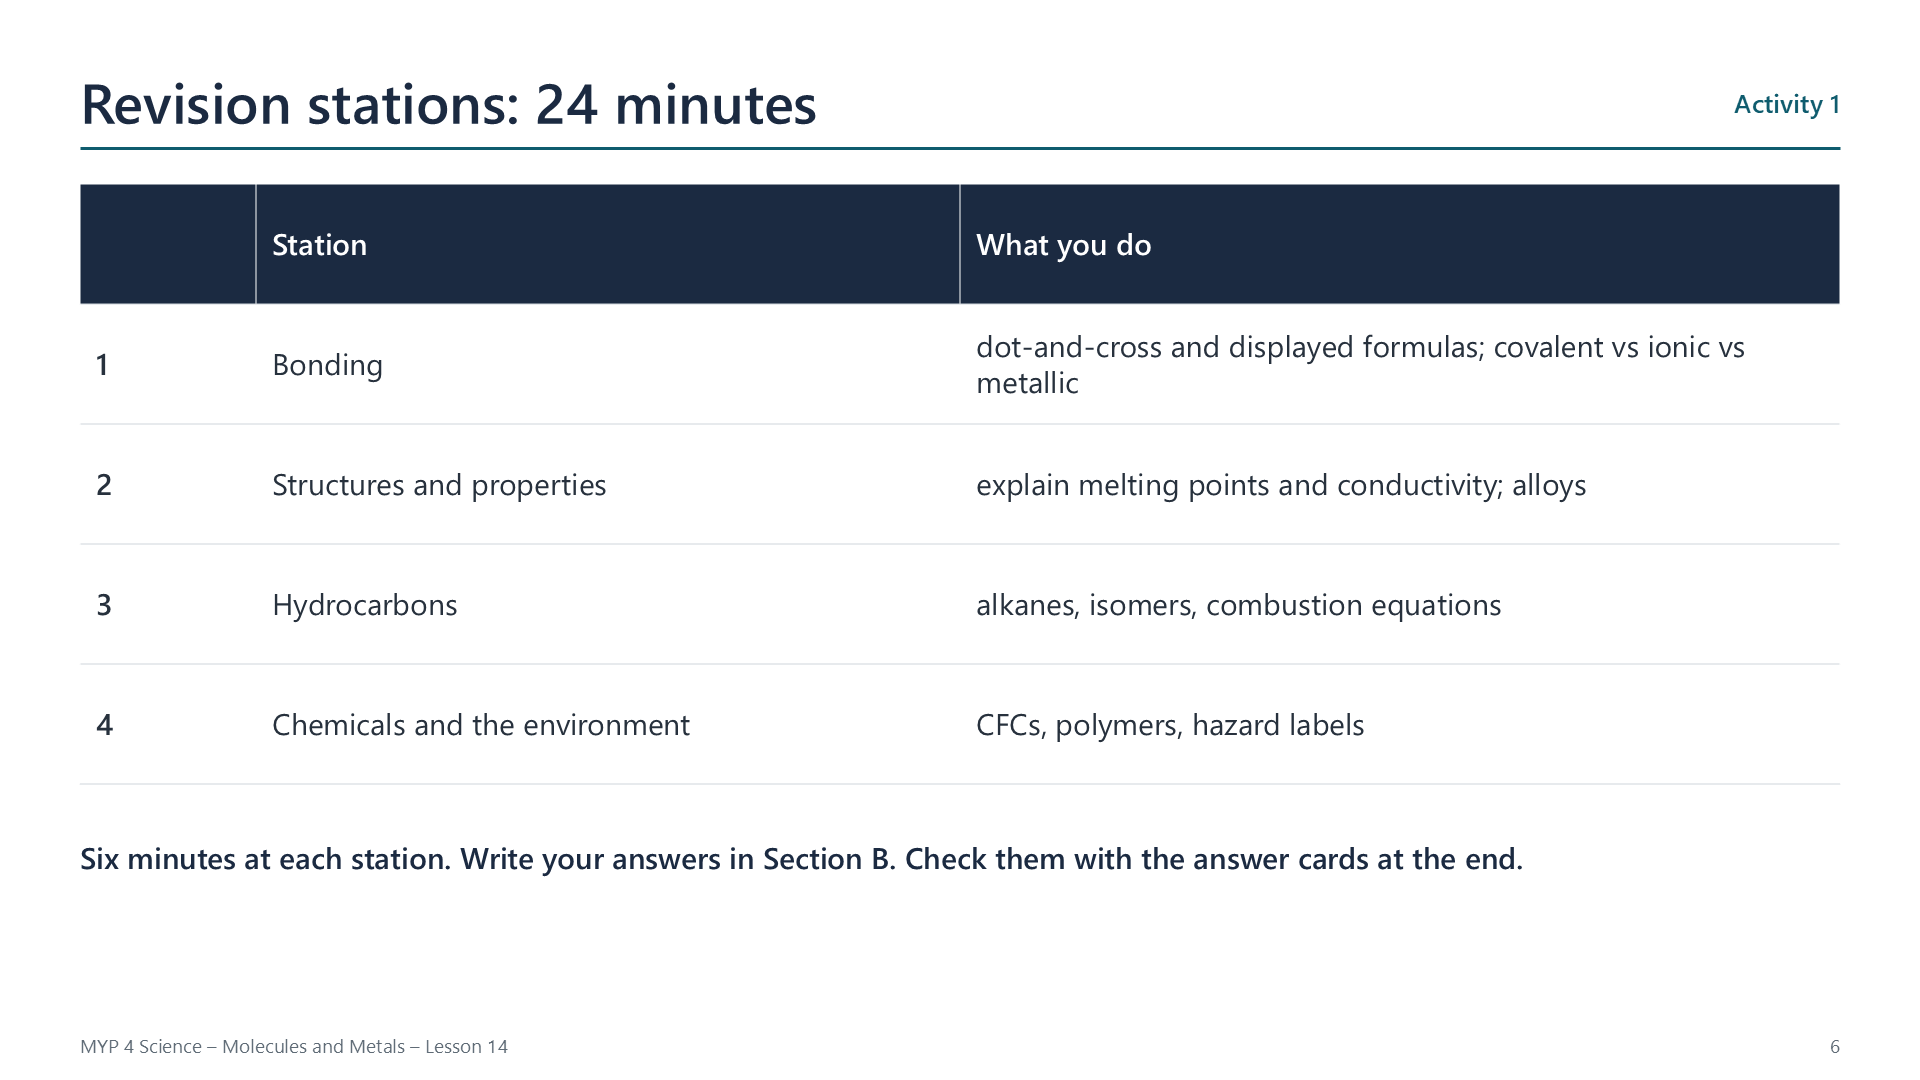 Revision stations: 24 minutes
Activity 1
Station
What you do
1
Bonding
dot-and-cross and displayed formulas; covalent vs ionic vs
metallic
2
Structures and properties
explain melting points and conductivity; alloys
3
Hydrocarbons
alkanes, isomers, combustion equations
4
Chemicals and the environment
CFCs, polymers, hazard labels
Six minutes at each station. Write your answers in Section B. Check them with the answer cards at the end.
MYP 4 Science – Molecules and Metals – Lesson 14
6